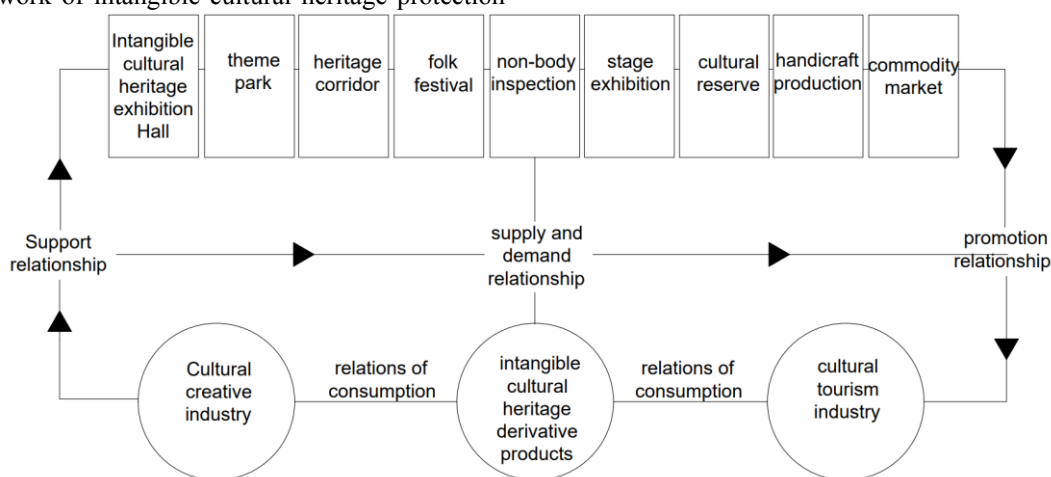 work of intangible cultural heritage protection
Intangible
cultural
heritage
exhibition
Hall
theme
park
heritage
corridor
folk
festival
non-body
inspection
stage
exhibition
cultural
reserve
handicraft
production
commodity
market
Support
relationship
supply and
demand
relationship
promotion
relationship
Cultural
creative
industry
relations of
consumption
intangible
cultural
heritage
derivative
products
relations of
consumption
cultural
tourism
industry